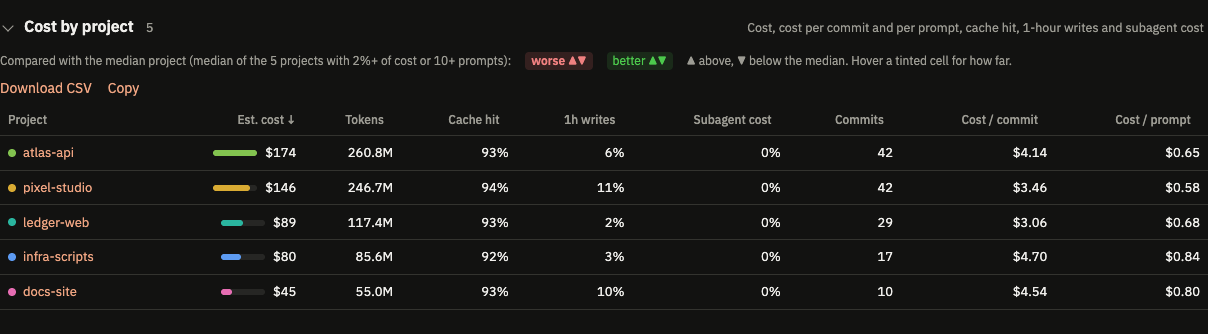 Cost by project 5 Cost, cost per commit and per prompt, cache hit, 1-hour writes and subagent cost
Compared with the median project (median of the 5 projects with 2%+ of cost or 10+ prompts): worse ▲▼ better ▲▼ ▲ above, ▼ below the median. Hover a tinted cell for how far.
Download CSV Copy
Project Est. cost ↓ Tokens Cache hit 1h writes Subagent cost Commits Cost / commit Cost / prompt
atlas-api $174 260.8M 93% 6% 0% 42 $4.14 $0.65
pixel-studio $146 246.7M 94% 11% 0% 42 $3.46 $0.58
ledger-web $89 117.4M 93% 2% 0% 29 $3.06 $0.68
infra-scripts $80 85.6M 92% 3% 0% 17 $4.70 $0.84
docs-site $45 55.0M 93% 10% 0% 10 $4.54 $0.80